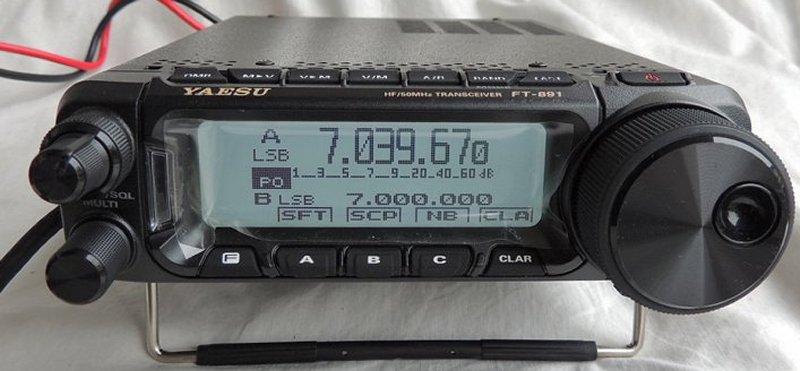 V/M A/B BAND FAST
YAESU HF/50MHz TRANSCEIVER FT-891
A 7.039.670
LSB
PO 1...3...5...7...9...20..40..60 dB
B LSB 7.000.000
SFT SCP NB CLA
/SQL
MULTI
F A B C CLAR